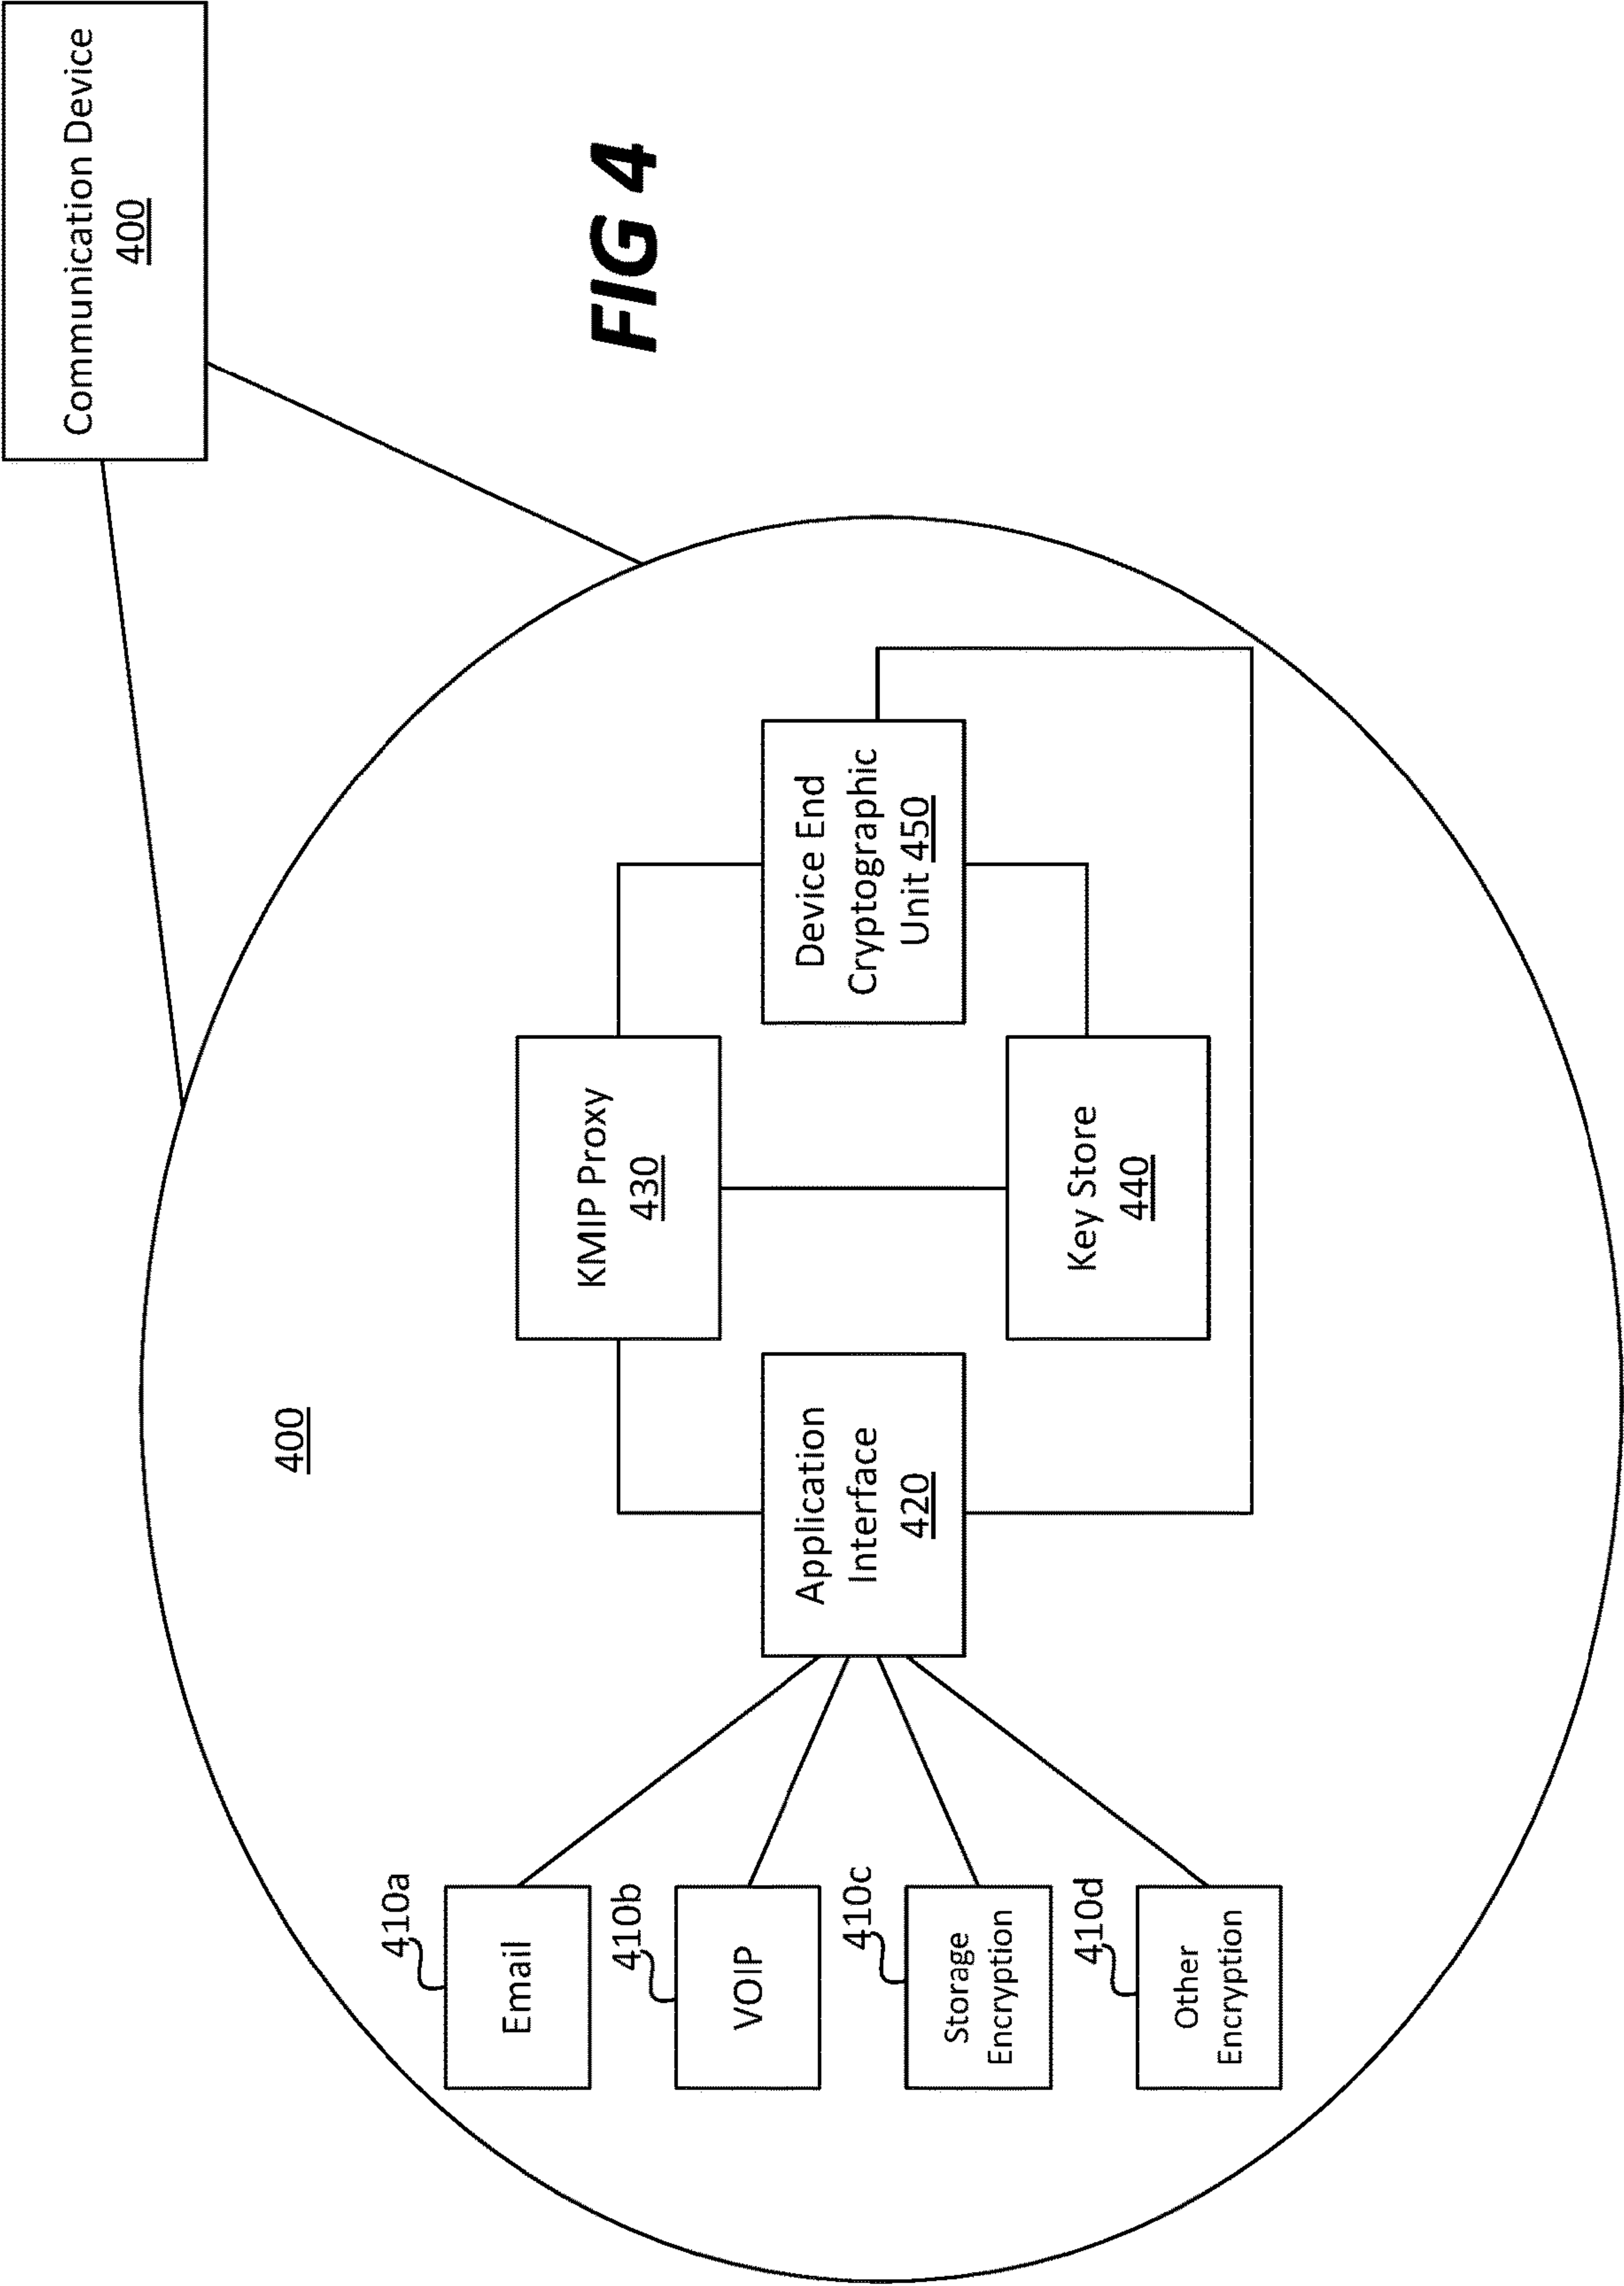 Communication Device
400
400
410a
Email
410b
VOIP
410c
Storage
Encryption
410d
Other
Encryption
Application
Interface
420
KMIP Proxy
430
Key Store
440
Device End
Cryptographic
Unit 450
FIG 4